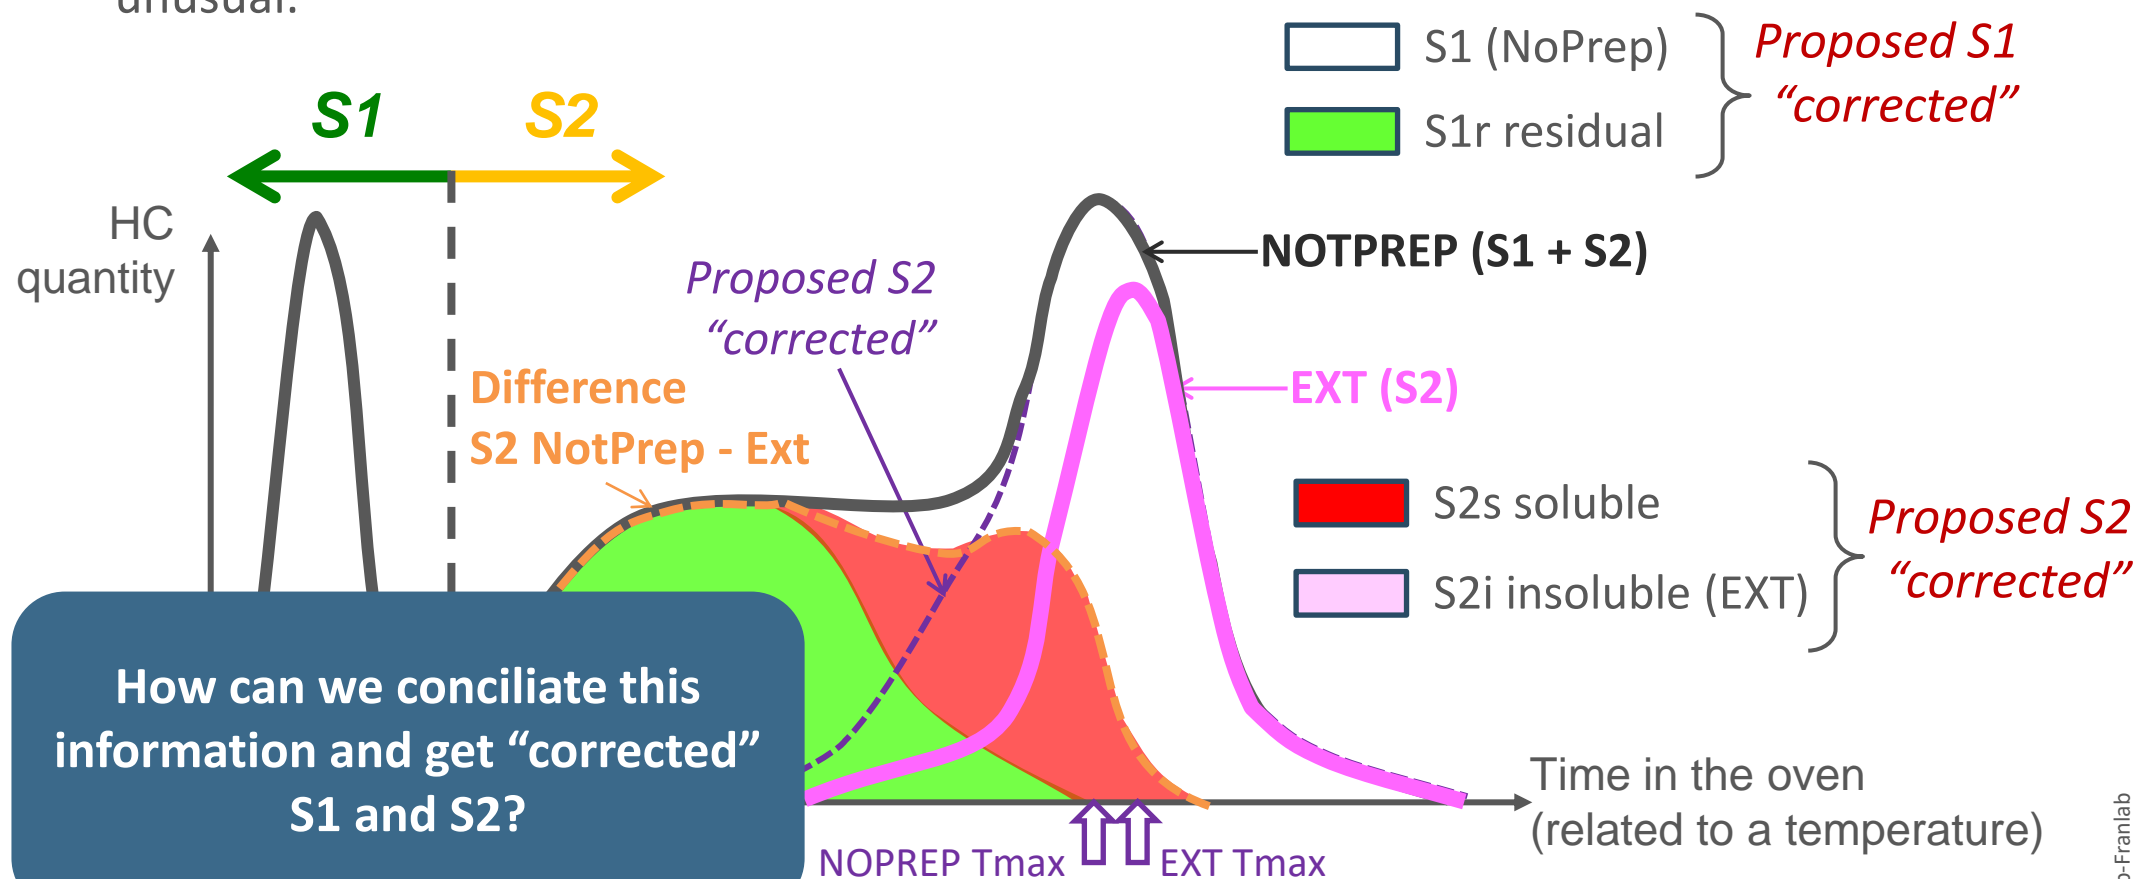 unusual.
S1 (NoPrep)
S1r residual
Proposed S1
“corrected”
S1
S2
HC
quantity
NOTPREP (S1 + S2)
Proposed S2
“corrected”
Difference
S2 NotPrep - Ext
EXT (S2)
S2s soluble
S2i insoluble (EXT)
Proposed S2
“corrected”
How can we conciliate this
information and get “corrected”
S1 and S2?
Time in the oven
(related to a temperature)
NOPREP Tmax
EXT Tmax
-Franlab